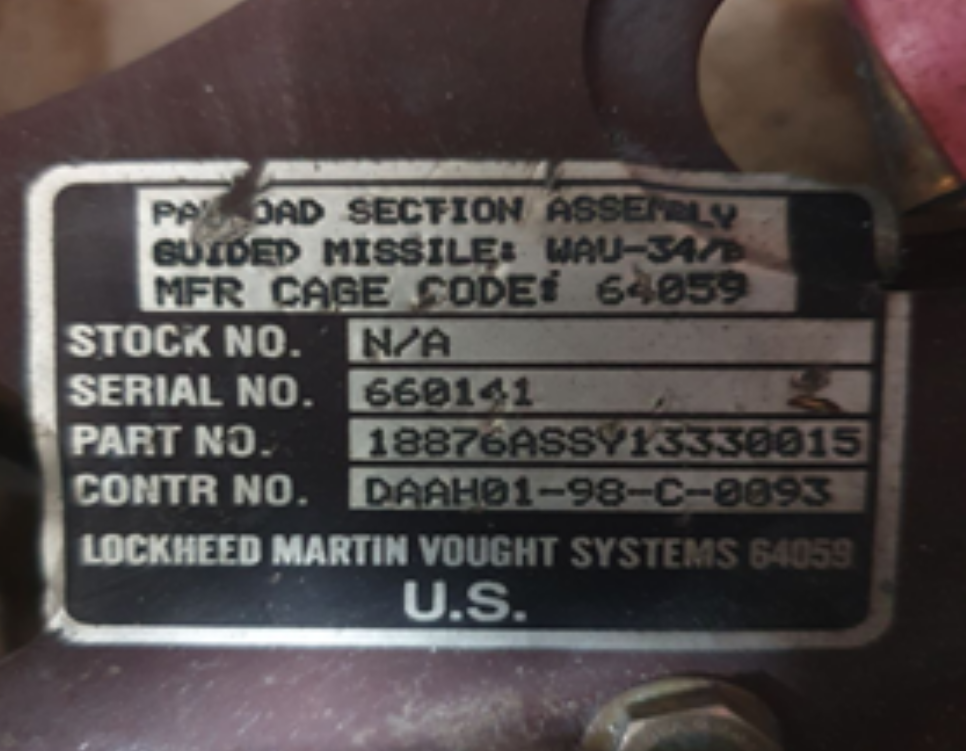 PAYLOAD SECTION ASSEMBLY
GUIDED MISSILE: WAU-34/B
MFR CAGE CODE: 64059
STOCK NO. N/A
SERIAL NO. 660141
PART NO. 18876ASSY13330015
CONTR NO. DAAH01-98-C-0093
LOCKHEED MARTIN VOUGHT SYSTEMS 64059
U.S.